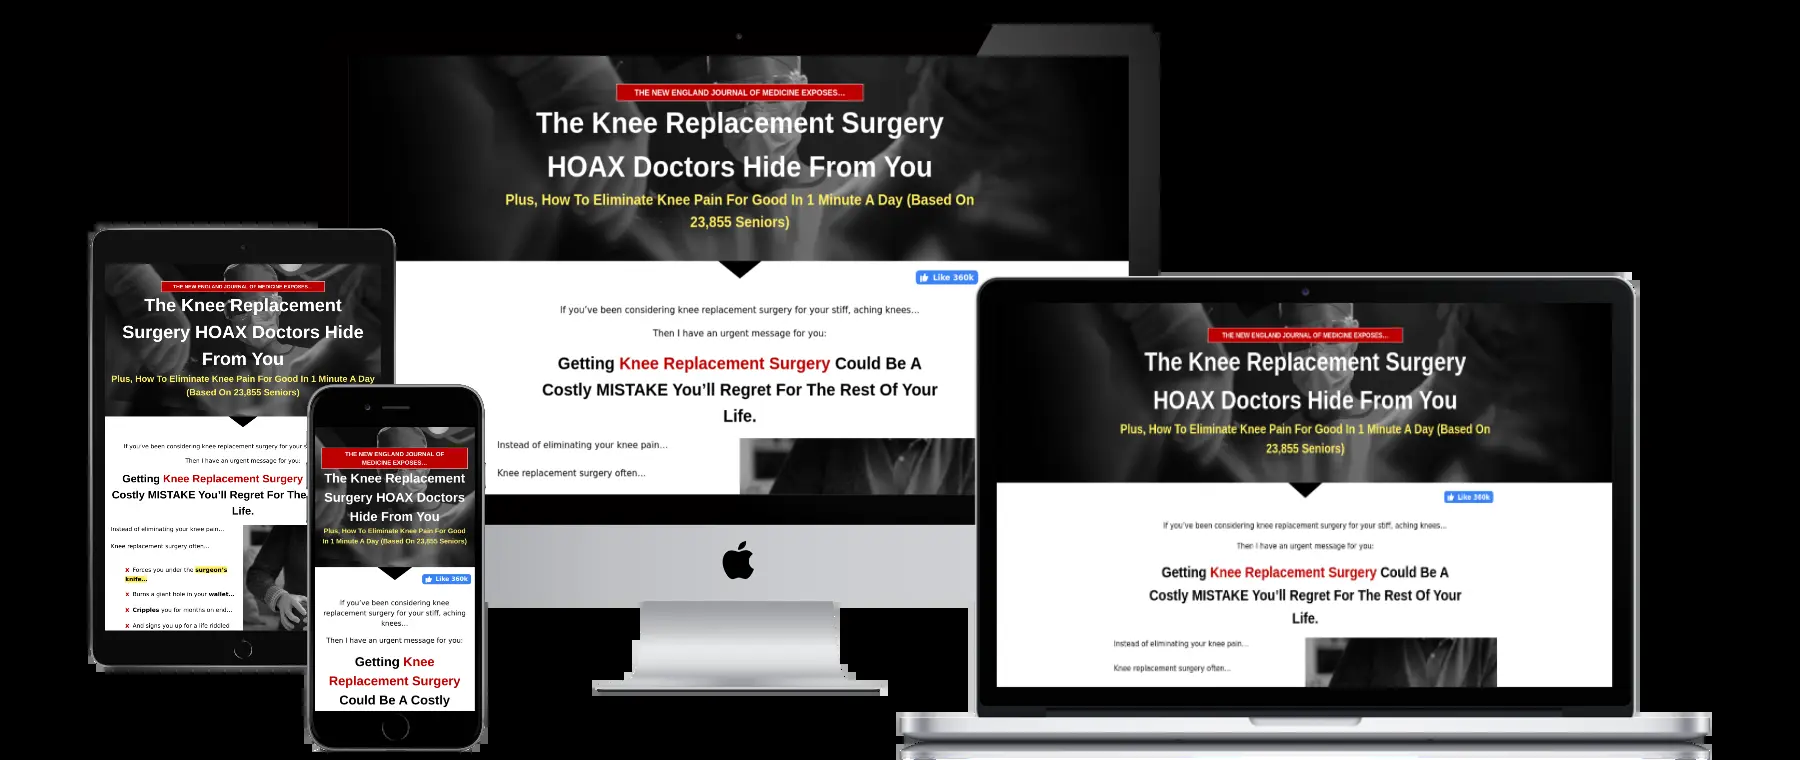 THE NEW ENGLAND JOURNAL OF MEDICINE EXPOSES...
The Knee Replacement Surgery
HOAX Doctors Hide From You
Plus, How To Eliminate Knee Pain For Good In 1 Minute A Day (Based On
23,855 Seniors)
Like 360k
If you've been considering knee replacement surgery for your stiff, aching knees...
Then I have an urgent message for you:
Getting Knee Replacement Surgery Could Be A
Costly MISTAKE You'll Regret For The Rest Of Your
Life.
Instead of eliminating your knee pain...
Knee replacement surgery often...
THE NEW ENGLAND JOURNAL OF MEDICINE EXPOSES...
The Knee Replacement
Surgery HOAX Doctors Hide
From You
Plus, How To Eliminate Knee Pain For Good In 1 Minute A Day
(Based On 23,855 Seniors)
If you've been considering knee replacement surgery for your s
Then I have an urgent message for you:
Getting Knee Replacement Surgery
Costly MISTAKE You'll Regret For The
Life.
Instead of eliminating your knee pain...
Knee replacement surgery often...
x Forces you under the surgeon's
knife...
x Burns a giant hole in your wallet...
x Cripples you for months on end...
x And signs you up for a life riddled
THE NEW ENGLAND JOURNAL OF
MEDICINE EXPOSES...
The Knee Replacement
Surgery HOAX Doctors
Hide From You
Plus, How To Eliminate Knee Pain For Good
In 1 Minute A Day (Based On 23,855 Seniors)
Like 360k
If you've been considering knee
replacement surgery for your stiff, aching
knees...
Then I have an urgent message for you:
Getting Knee
Replacement Surgery
Could Be A Costly
THE NEW ENGLAND JOURNAL OF MEDICINE EXPOSES...
The Knee Replacement Surgery
HOAX Doctors Hide From You
Plus, How To Eliminate Knee Pain For Good In 1 Minute A Day (Based On
23,855 Seniors)
Like 360k
If you've been considering knee replacement surgery for your stiff, aching knees...
Then I have an urgent message for you:
Getting Knee Replacement Surgery Could Be A
Costly MISTAKE You'll Regret For The Rest Of Your
Life.
Instead of eliminating your knee pain...
Knee replacement surgery often...